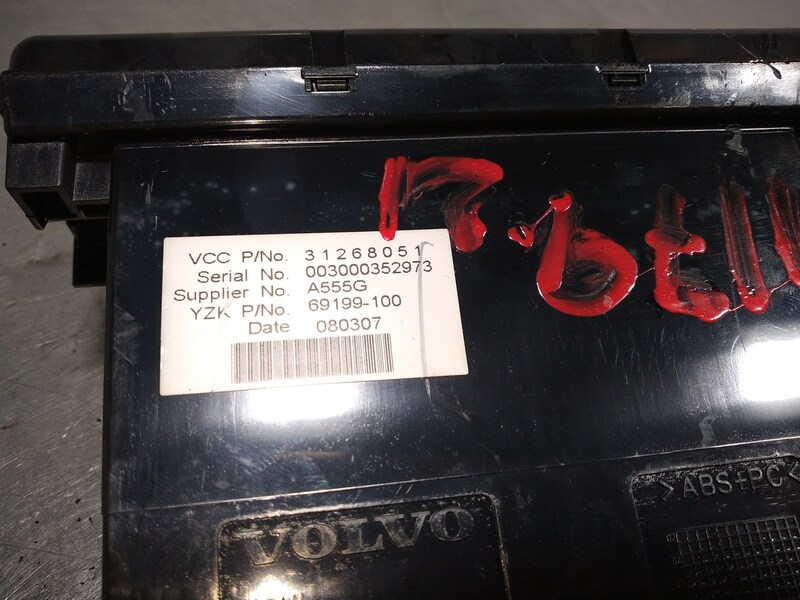 VCC P/No. 31268051
Serial No. 003000352973
Supplier No. A555G
YZK P/No. 69199-100
Date 080307
VOLVO
>ABS+PC<